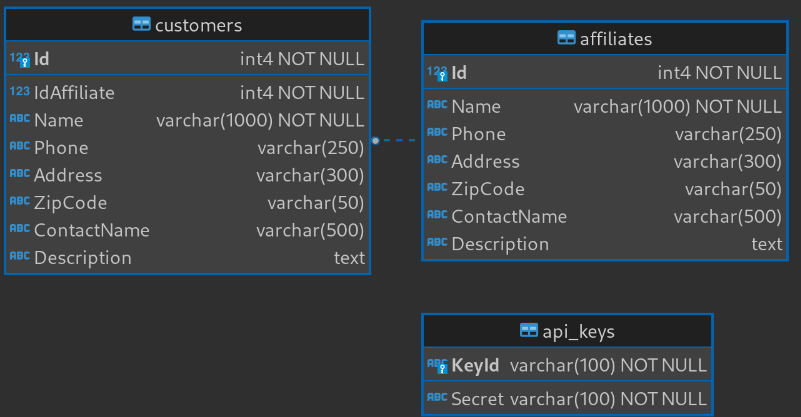 customers
123 Id int4 NOT NULL
123 IdAffiliate int4 NOT NULL
ABC Name varchar(1000) NOT NULL
ABC Phone varchar(250)
ABC Address varchar(300)
ABC ZipCode varchar(50)
ABC ContactName varchar(500)
ABC Description text
affiliates
123 Id int4 NOT NULL
ABC Name varchar(1000) NOT NULL
ABC Phone varchar(250)
ABC Address varchar(300)
ABC ZipCode varchar(50)
ABC ContactName varchar(500)
ABC Description text
api_keys
ABC KeyId varchar(100) NOT NULL
ABC Secret varchar(100) NOT NULL